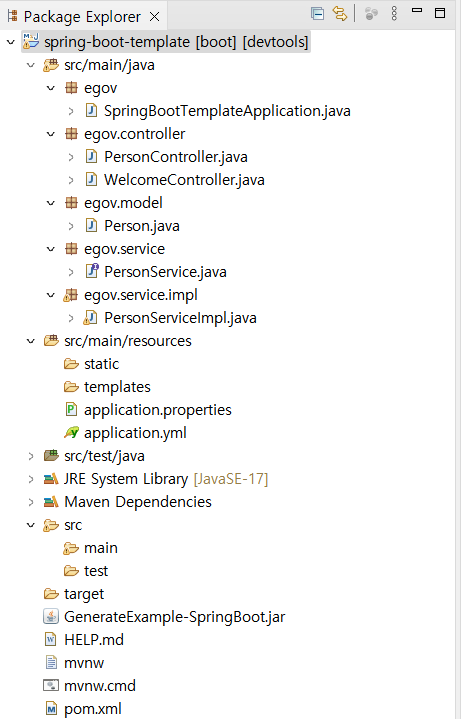 Package Explorer
spring-boot-template [boot] [devtools]
src/main/java
egov
SpringBootTemplateApplication.java
egov.controller
PersonController.java
WelcomeController.java
egov.model
Person.java
egov.service
PersonService.java
egov.service.impl
PersonServiceImpl.java
src/main/resources
static
templates
application.properties
application.yml
src/test/java
JRE System Library [JavaSE-17]
Maven Dependencies
src
main
test
target
GenerateExample-SpringBoot.jar
HELP.md
mvnw
mvnw.cmd
pom.xml